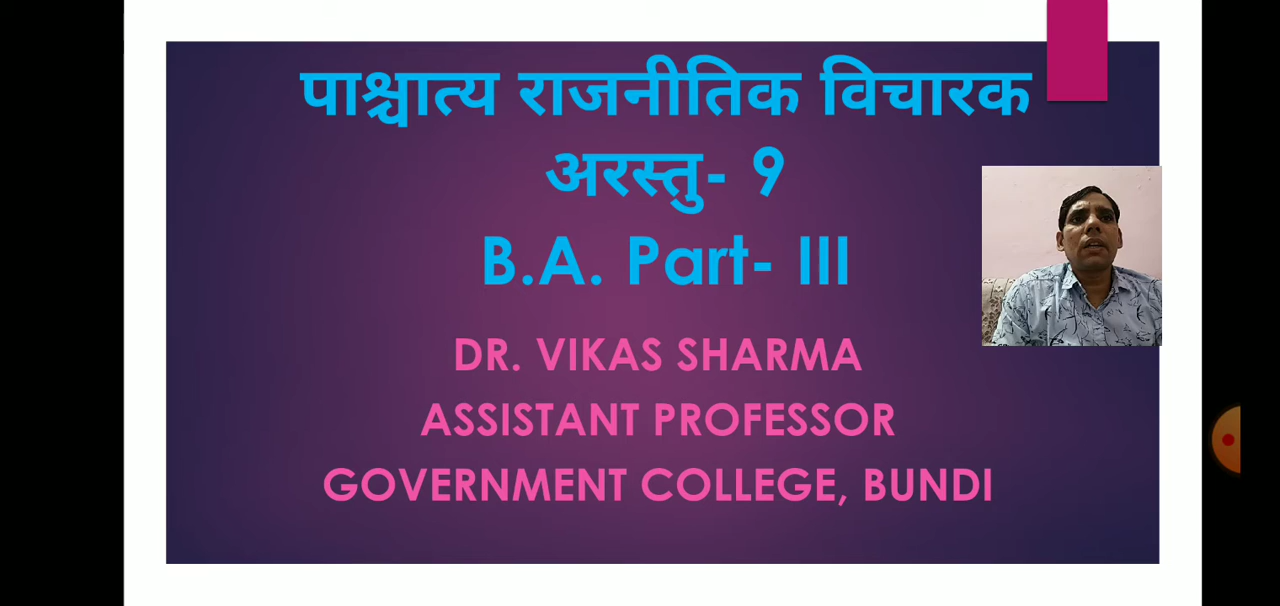 पाश्चात्य राजनीतिक विचारक
अरस्तु- 9
B.A. Part- III
DR. VIKAS SHARMA
ASSISTANT PROFESSOR
GOVERNMENT COLLEGE, BUNDI